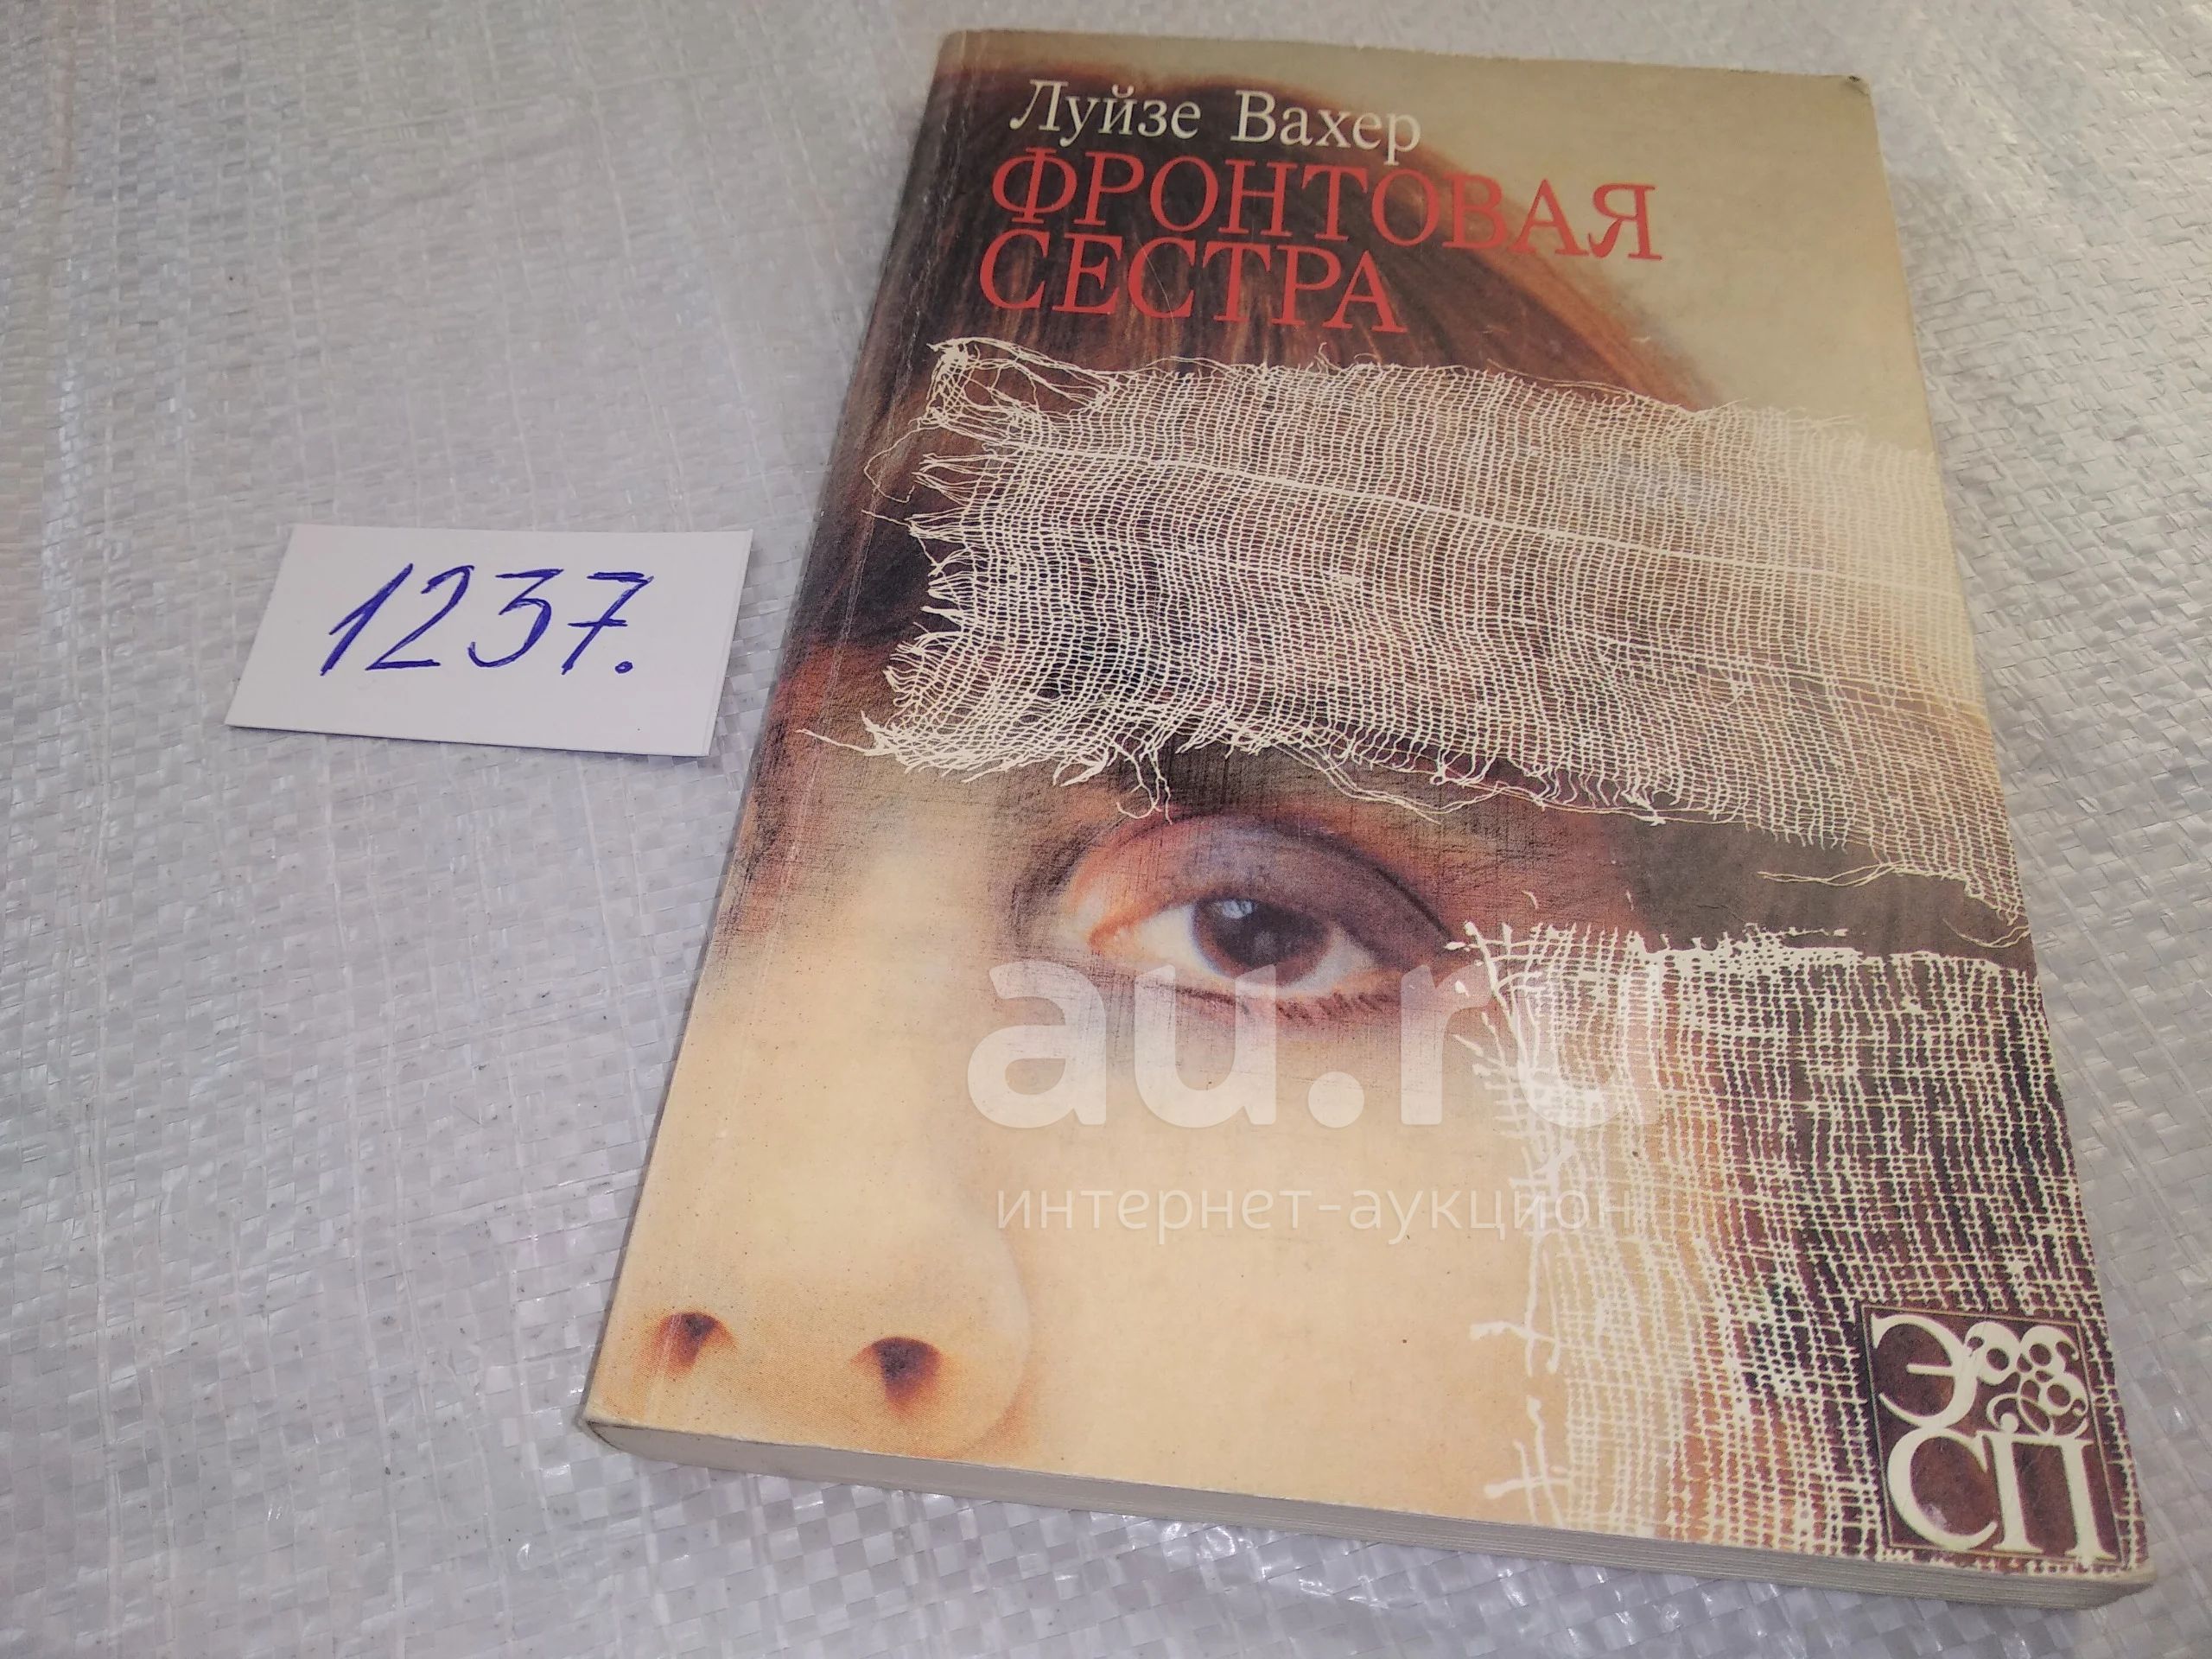 Луйзе Вахер
ФРОНТОВАЯ
СЕСТРА
1237.
au.ru
интернет-аукцион
Э
СП